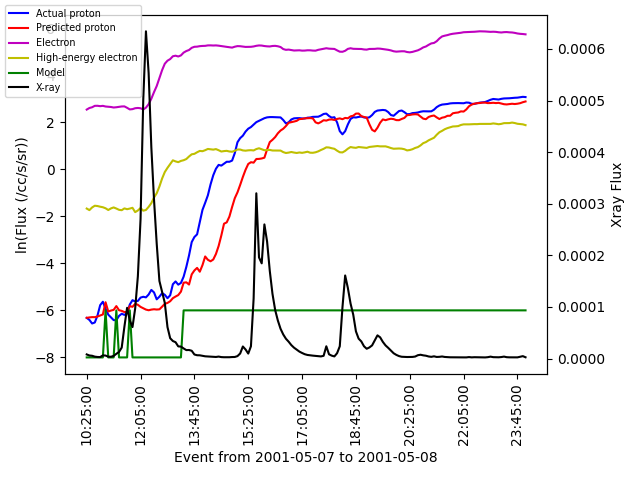 Actual proton
Predicted proton
Electron
High-energy electron
Model
X-ray
2
0
−2
−4
−6
−8
ln(Flux (/cc/s/sr))
0.0006
0.0005
0.0004
0.0003
0.0002
0.0001
0.0000
Xray Flux
10:25:00
12:05:00
13:45:00
15:25:00
17:05:00
18:45:00
20:25:00
22:05:00
23:45:00
Event from 2001-05-07 to 2001-05-08